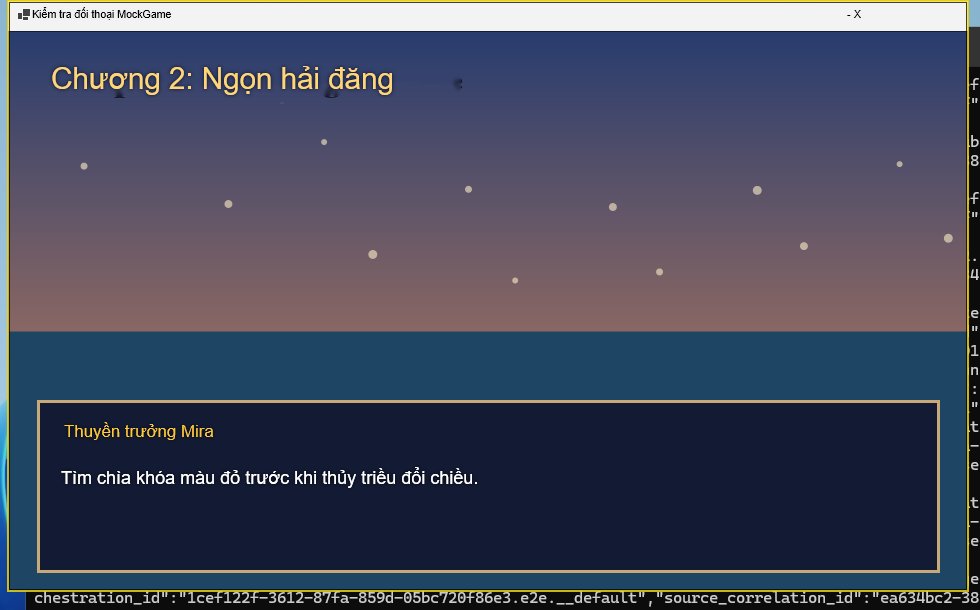 Kiểm tra đối thoại MockGame
- X
Chương 2: Ngọn hải đăng
Thuyền trưởng Mira
Tìm chìa khóa màu đỏ trước khi thủy triều đổi chiều.
chestration_id":"1cef122f-3612-87fa-859d-05bc720f86e3.e2e.__default","source_correlation_id":"ea634bc2-38